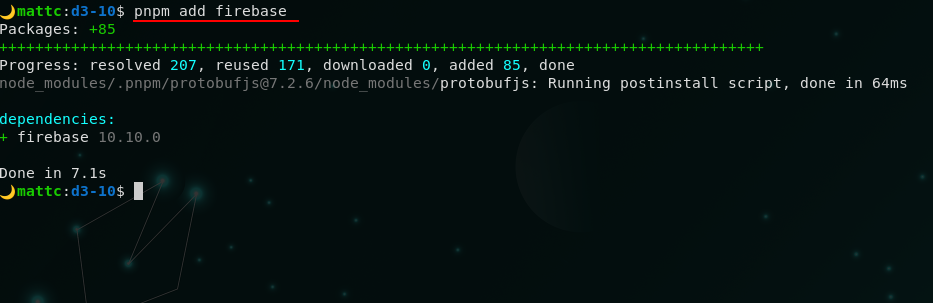 🌙mattc:d3-10$ pnpm add firebase
Packages: +85
+++++++++++++++++++++++++++++++++++++++++++++++++++++++++++++++++++++++++++++++++++++
Progress: resolved 207, reused 171, downloaded 0, added 85, done
node_modules/.pnpm/protobufjs@7.2.6/node_modules/protobufjs: Running postinstall script, done in 64ms
dependencies:
+ firebase 10.10.0
Done in 7.1s
🌙mattc:d3-10$